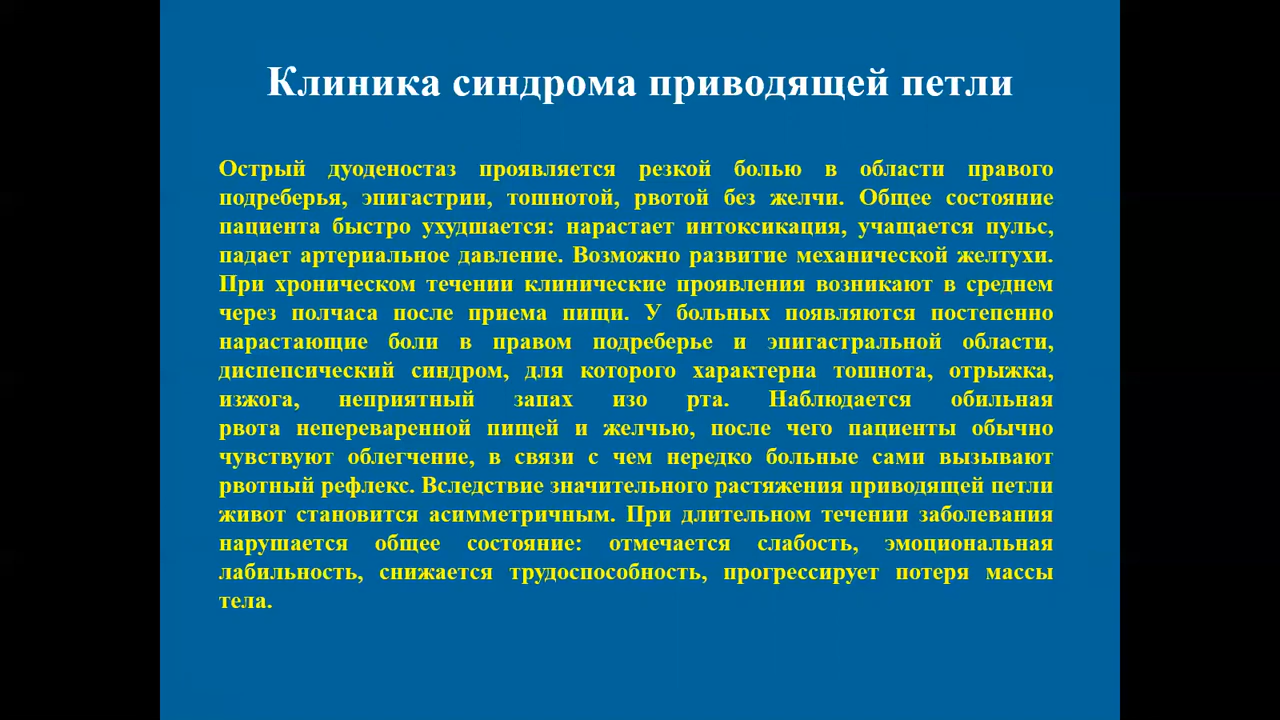 Клиника синдрома приводящей петли
Острый дуоденостаз проявляется резкой болью в области правого
подреберья, эпигастрии, тошнотой, рвотой без желчи. Общее состояние
пациента быстро ухудшается: нарастает интоксикация, учащается пульс,
падает артериальное давление. Возможно развитие механической желтухи.
При хроническом течении клинические проявления возникают в среднем
через полчаса после приема пищи. У больных появляются постепенно
нарастающие боли в правом подреберье и эпигастральной области,
диспепсический синдром, для которого характерна тошнота, отрыжка,
изжога, неприятный запах изо рта. Наблюдается обильная
рвота непереваренной пищей и желчью, после чего пациенты обычно
чувствуют облегчение, в связи с чем нередко больные сами вызывают
рвотный рефлекс. Вследствие значительного растяжения приводящей петли
живот становится асимметричным. При длительном течении заболевания
нарушается общее состояние: отмечается слабость, эмоциональная
лабильность, снижается трудоспособность, прогрессирует потеря массы
тела.